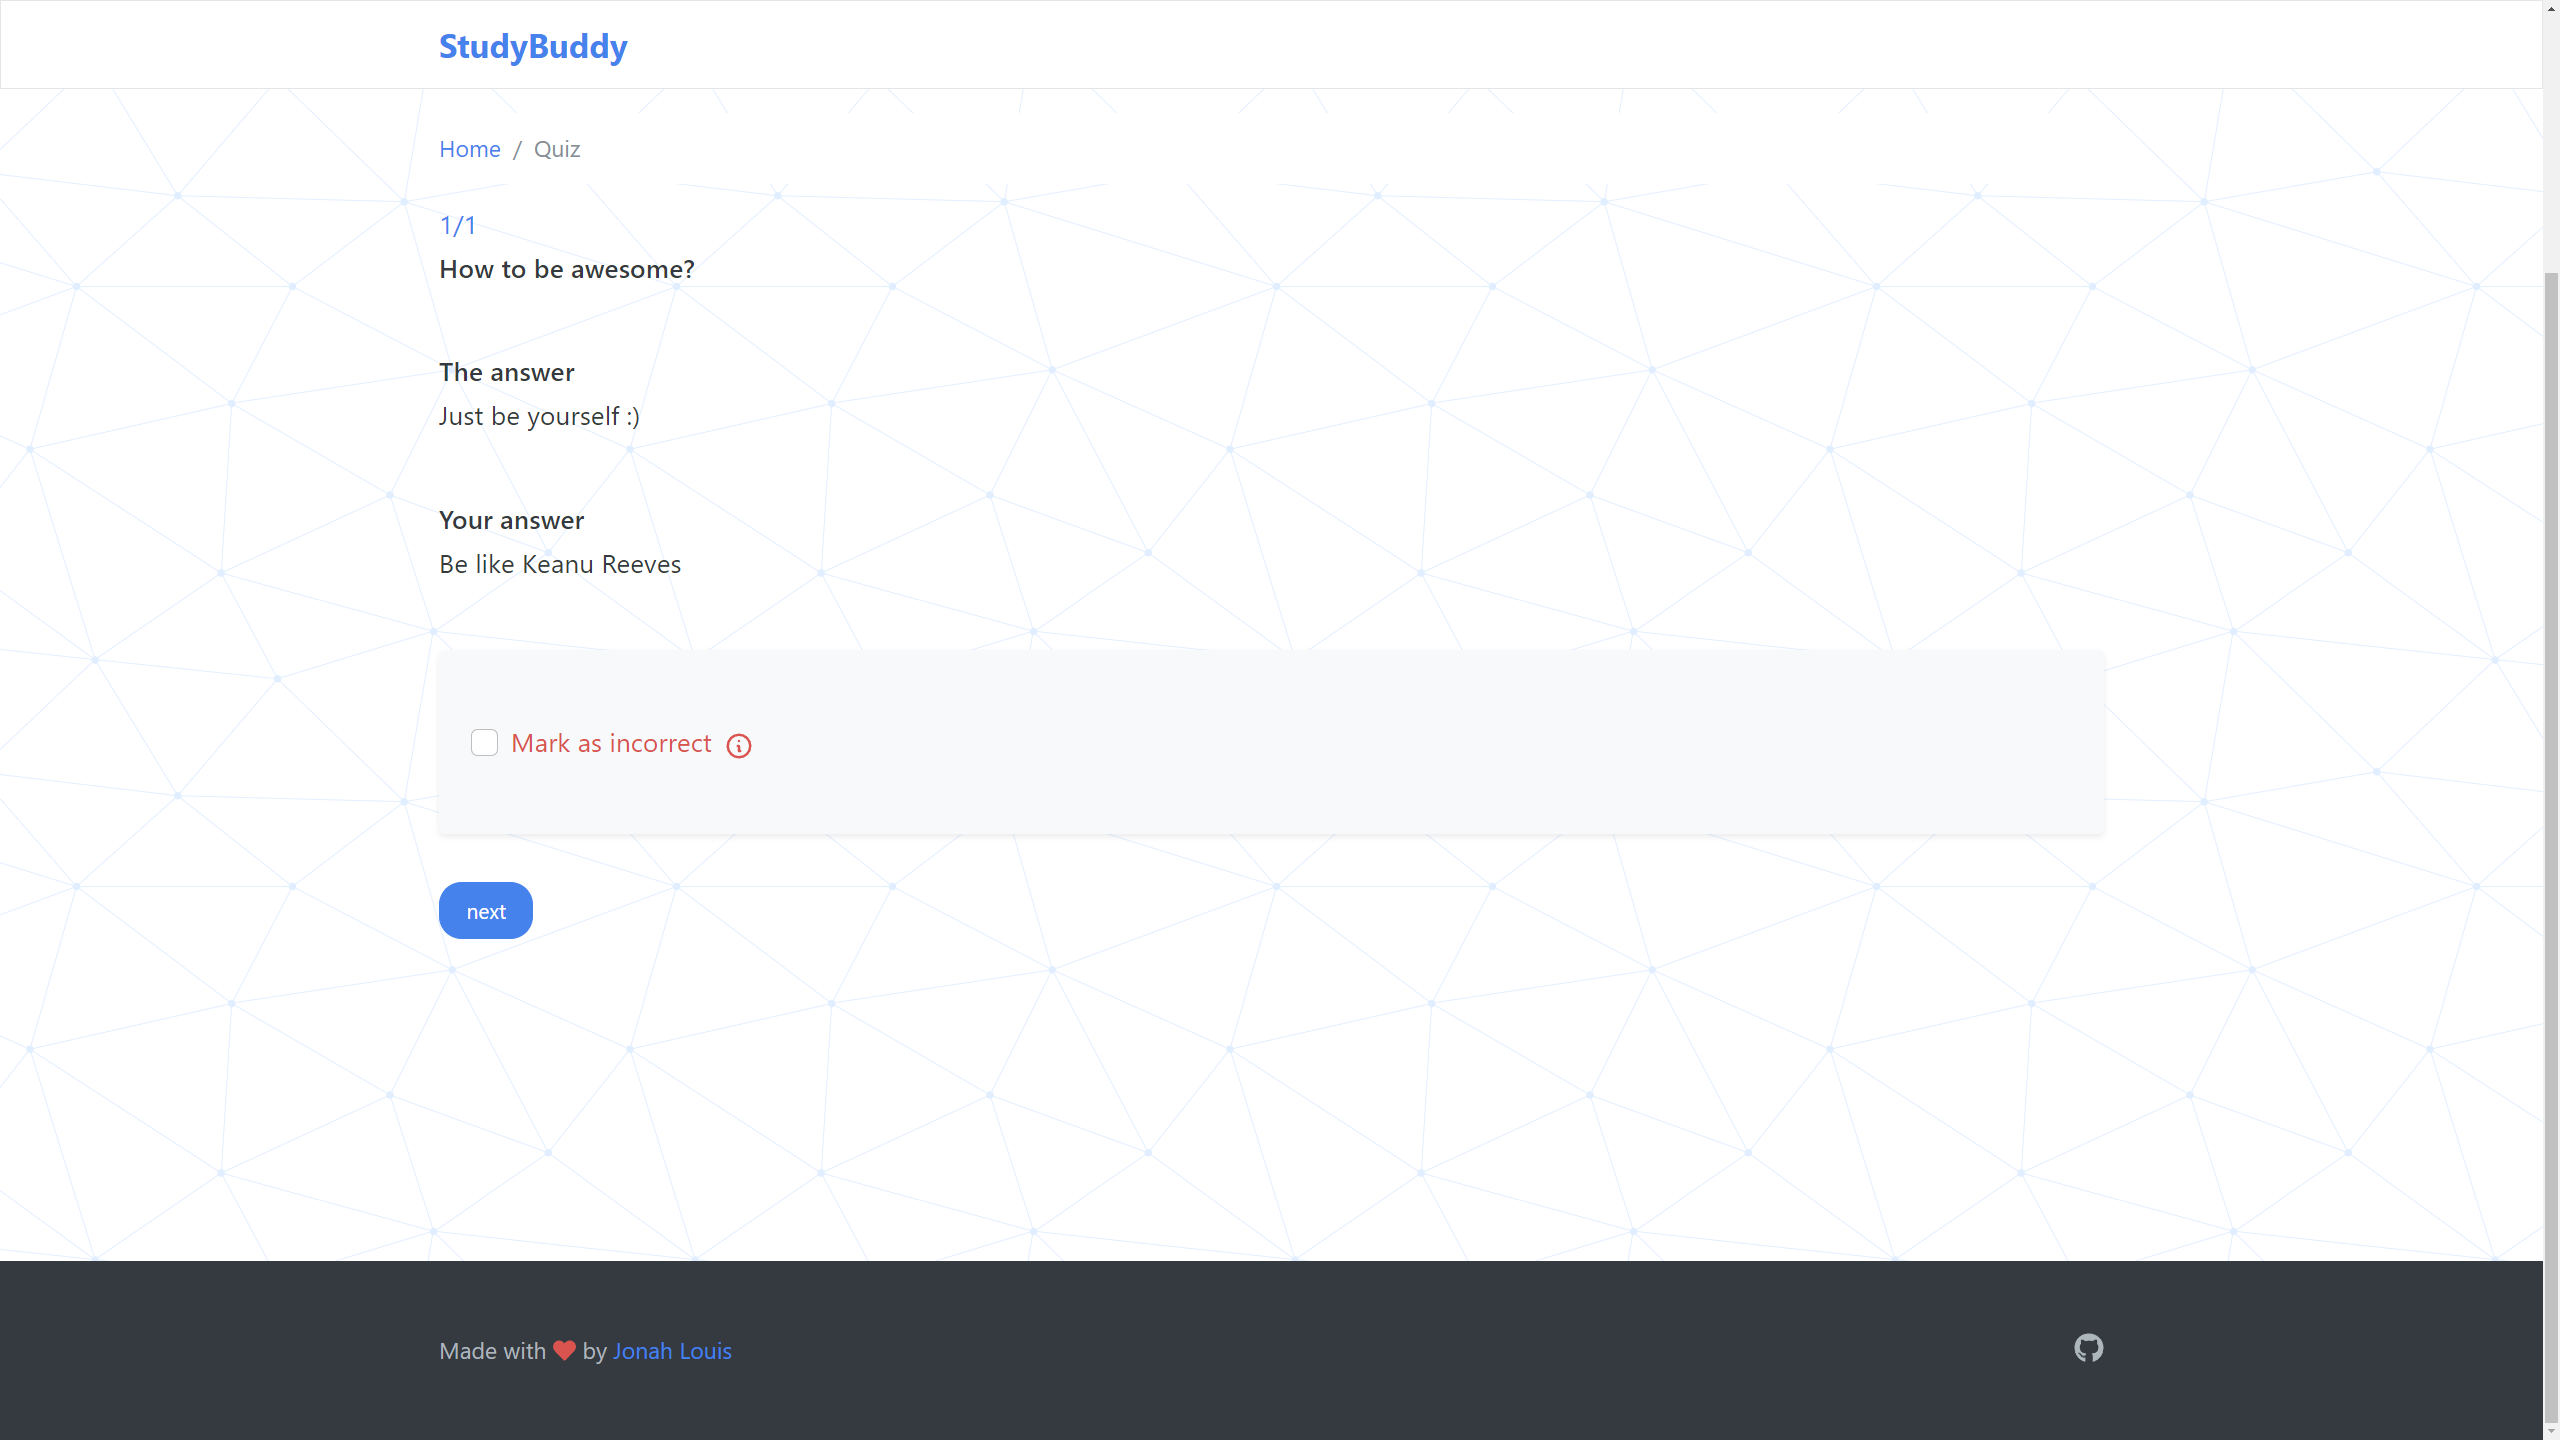 StudyBuddy
Home / Quiz
1/1
How to be awesome?
The answer
Just be yourself :)
Your answer
Be like Keanu Reeves
Mark as incorrect
next
Made with ❤ by Jonah Louis